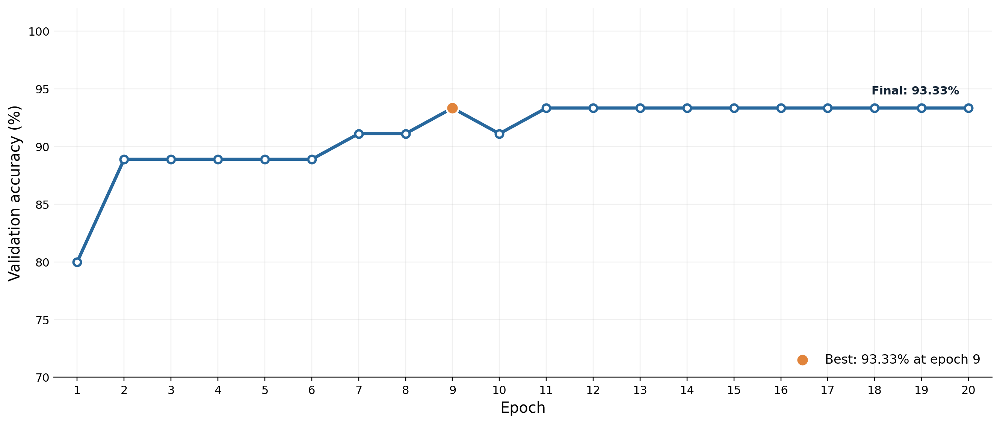 100
95
90
85
80
75
70
Validation accuracy (%)
Final: 93.33%
Best: 93.33% at epoch 9
1 2 3 4 5 6 7 8 9 10 11 12 13 14 15 16 17 18 19 20
Epoch